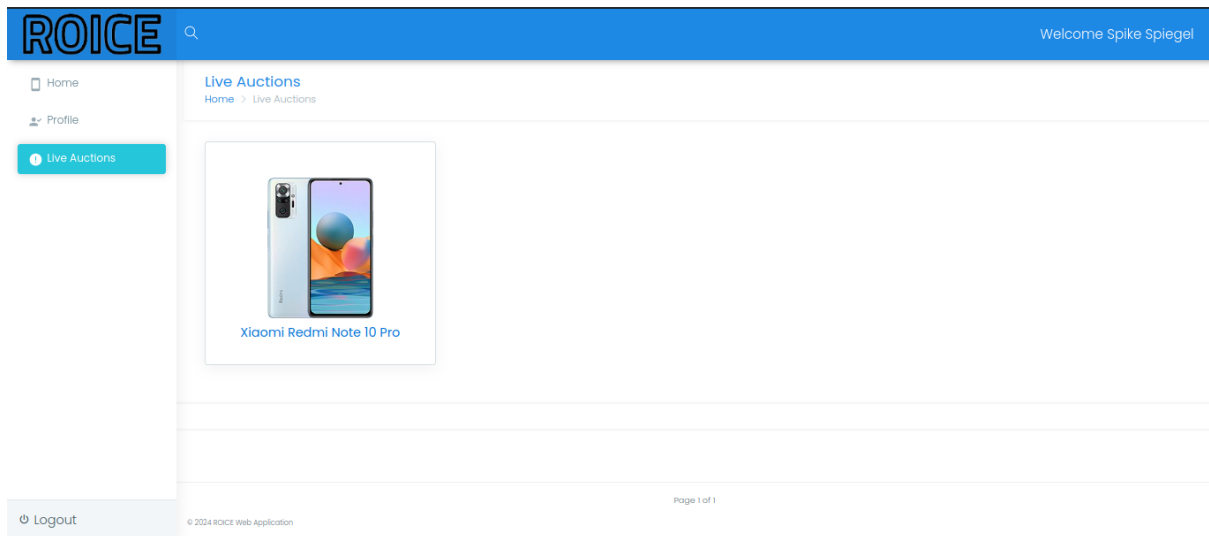 ROICE
Welcome Spike Spiegel
Home
Profile
Live Auctions
Logout
Live Auctions
Home > Live Auctions
Redmi
Xiaomi Redmi Note 10 Pro
Page 1 of 1
© 2024 ROICE Web Application